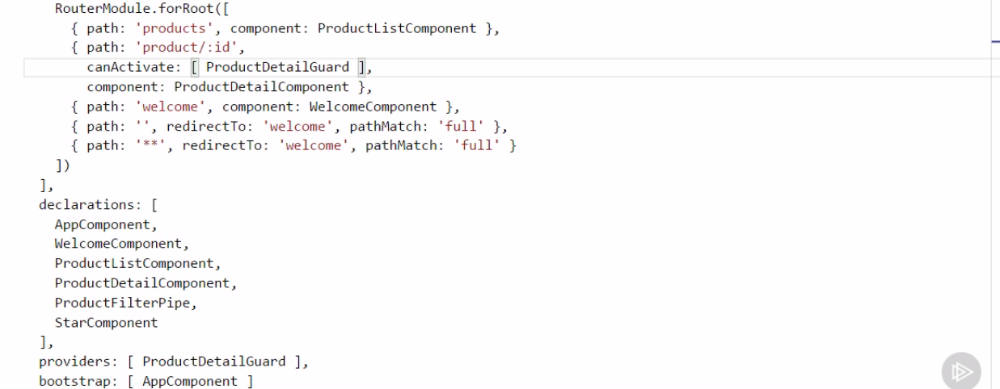 RouterModule.forRoot([
{ path: 'products', component: ProductListComponent },
{ path: 'product/:id',
canActivate: [ ProductDetailGuard ],
component: ProductDetailComponent },
{ path: 'welcome', component: WelcomeComponent },
{ path: '', redirectTo: 'welcome', pathMatch: 'full' },
{ path: '**', redirectTo: 'welcome', pathMatch: 'full' }
])
],
declarations: [
AppComponent,
WelcomeComponent,
ProductListComponent,
ProductDetailComponent,
ProductFilterPipe,
StarComponent
],
providers: [ ProductDetailGuard ],
bootstrap: [ AppComponent ]